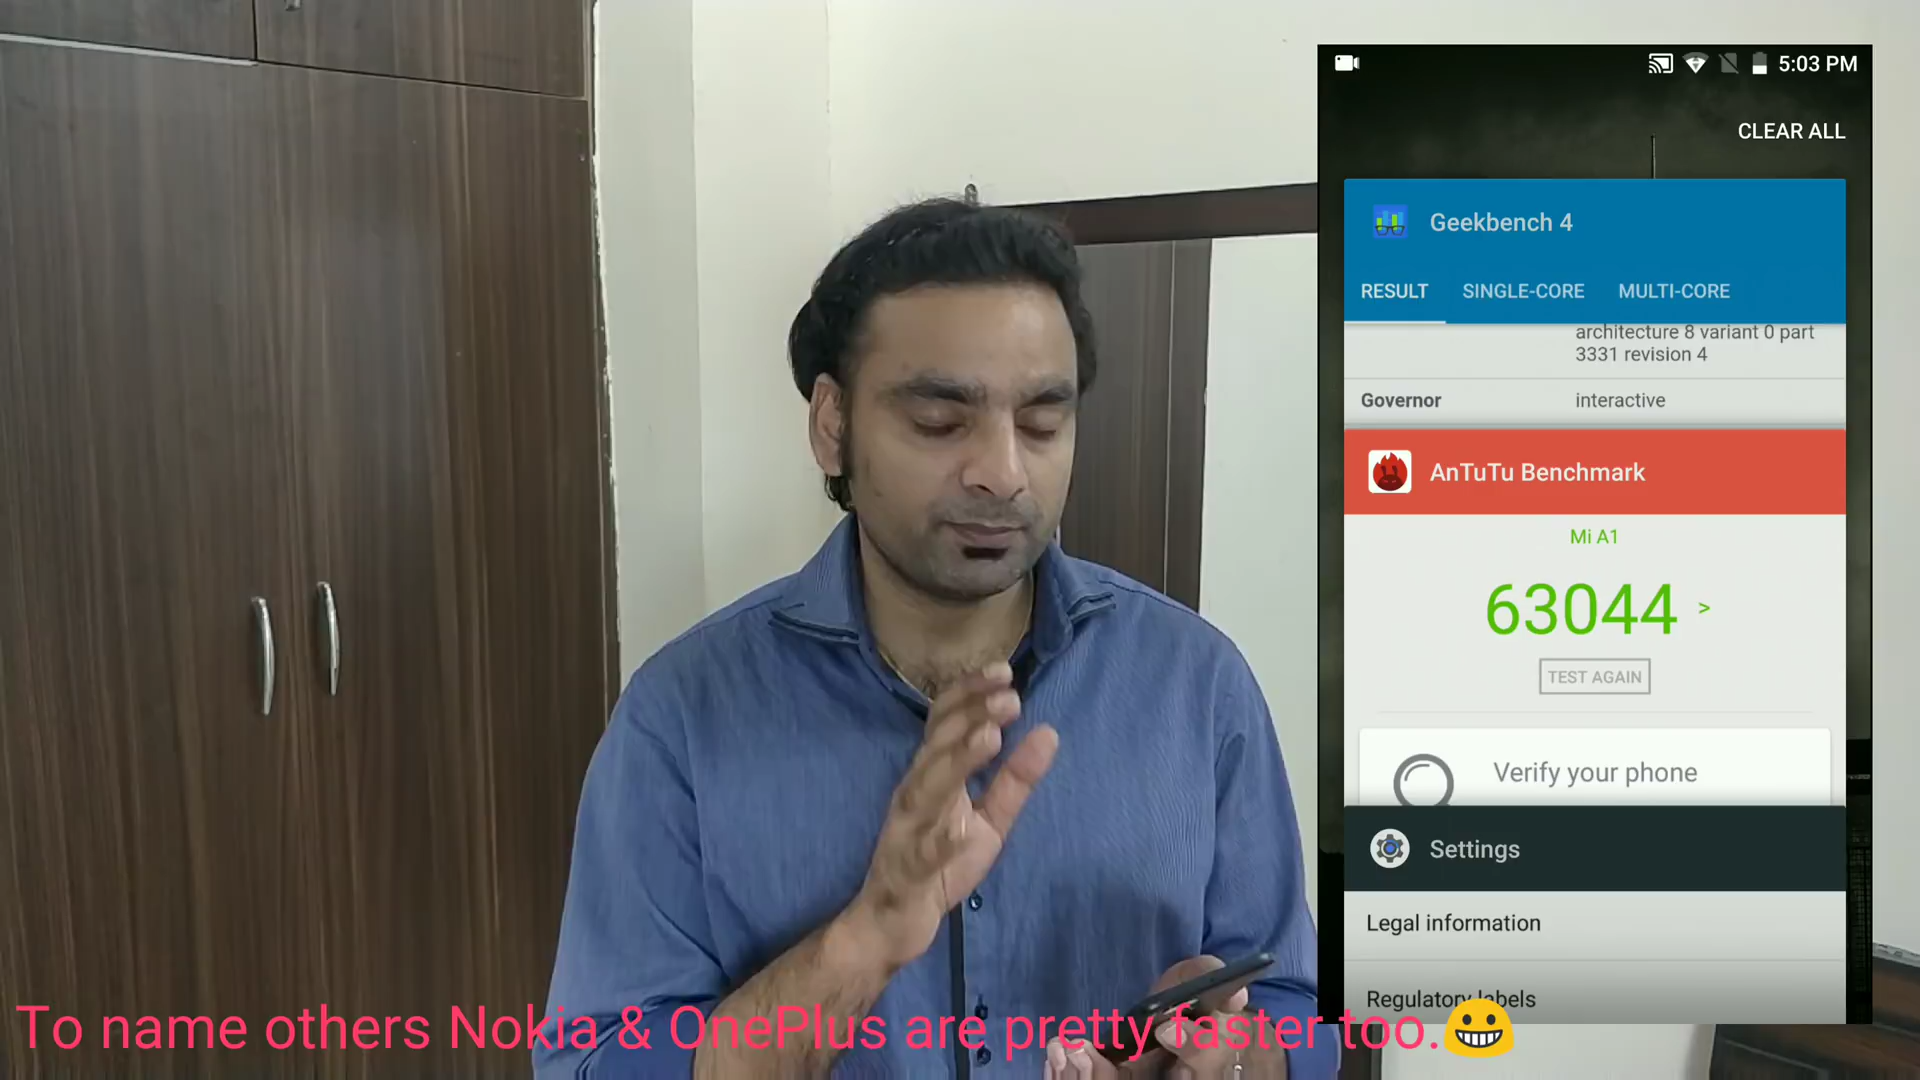 5:03 PM
CLEAR ALL
Geekbench 4
RESULT SINGLE-CORE MULTI-CORE
architecture 8 variant 0 part
3331 revision 4
Governor interactive
AnTuTu Benchmark
Mi A1
63044 >
TEST AGAIN
Verify your phone
Settings
Legal information
Regulatory labels
To name others Nokia & OnePlus are pretty faster too.😀